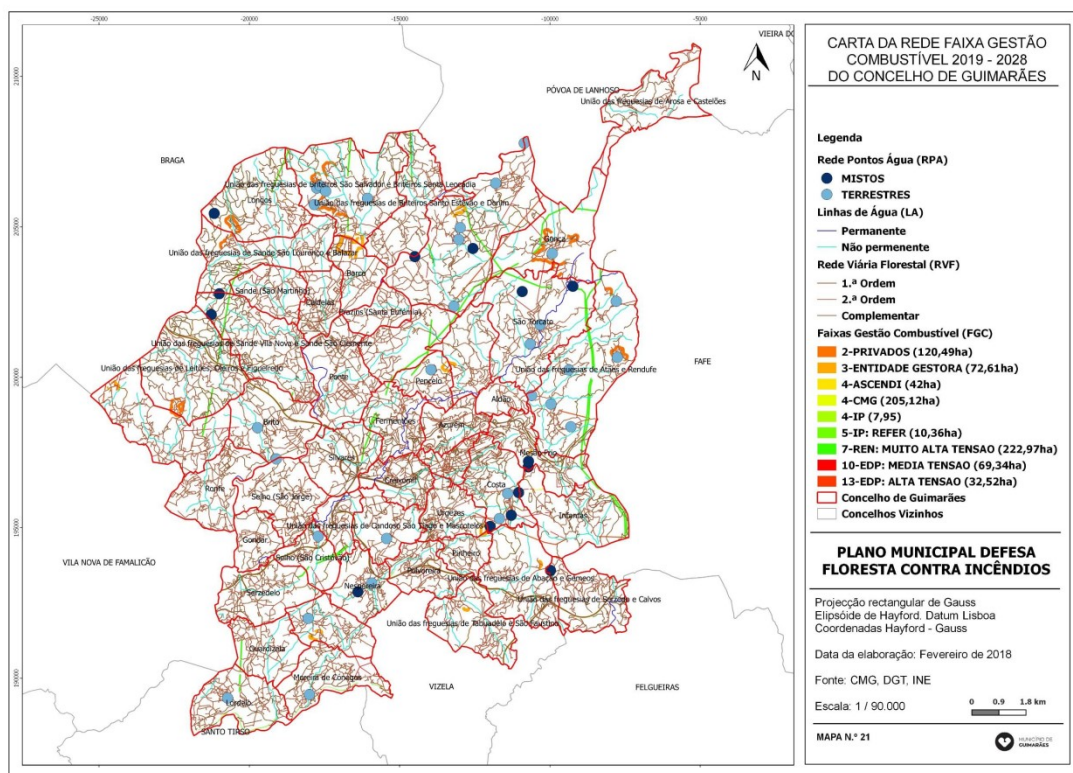 -25000
-20000
-15000
-10000
210000
205000
200000
195000
190000
VIEIRA DO
N
PÓVOA DE LANHOSO
União das freguesias de Arosa e Castelões
BRAGA
União das freguesias de Briteiros São Salvador e Briteiros Santa Leocádia
Longos
União das freguesias de Briteiros Santo Estêvão e Donim
Gonça
União das freguesias de Sande São Lourenço e Balazar
Barco
Sande (São Martinho)
Caldelas
Prazins (Santa Eufémia)
São Torcato
União das freguesias de Sande Vila Nova e Sande São Clemente
FAFE
União das freguesias de Leitões, Oleiros e Figueiredo
Ponte
Pencelo
União das freguesias de Atães e Rendufe
Aldão
Brito
Fermentões
Azurém
Mesão Frio
Silvares
Creixomil
Costa
Ronfe
Selho (São Jorge)
Urgezes
Infantas
União das freguesias de Candoso São Tiago e Mascotelos
Gondar
Selho (São Cristóvão)
Pinheiro
VILA NOVA DE FAMALICÃO
Polvoreira
União das freguesias de Abação e Gémeos
Nespereira
Serzedelo
União das freguesias de Serzedo e Calvos
União das freguesias de Tabuadelo e São Faustino
Guardizela
Moreira de Conegos
VIZELA
FELGUEIRAS
Lordelo
SANTO TIRSO
CARTA DA REDE FAIXA GESTÃO
COMBUSTÍVEL 2019 - 2028
DO CONCELHO DE GUIMARÃES
Legenda
Rede Pontos Água (RPA)
MISTOS
TERRESTRES
Linhas de Água (LA)
Permanente
Não permenente
Rede Viária Florestal (RVF)
1.ª Ordem
2.ª Ordem
Complementar
Faixas Gestão Combustível (FGC)
2-PRIVADOS (120,49ha)
3-ENTIDADE GESTORA (72,61ha)
4-ASCENDI (42ha)
4-CMG (205,12ha)
4-IP (7,95)
5-IP: REFER (10,36ha)
7-REN: MUITO ALTA TENSAO (222,97ha)
10-EDP: MEDIA TENSAO (69,34ha)
13-EDP: ALTA TENSAO (32,52ha)
Concelho de Guimarães
Concelhos Vizinhos
PLANO MUNICIPAL DEFESA
FLORESTA CONTRA INCÊNDIOS
Projecção rectangular de Gauss
Elipsóide de Hayford. Datum Lisboa
Coordenadas Hayford - Gauss
Data da elaboração: Fevereiro de 2018
Fonte: CMG, DGT, INE
Escala: 1 / 90.000
0 0.9 1.8 km
MAPA N.º 21
MUNICÍPIO DE
GUIMARÃES